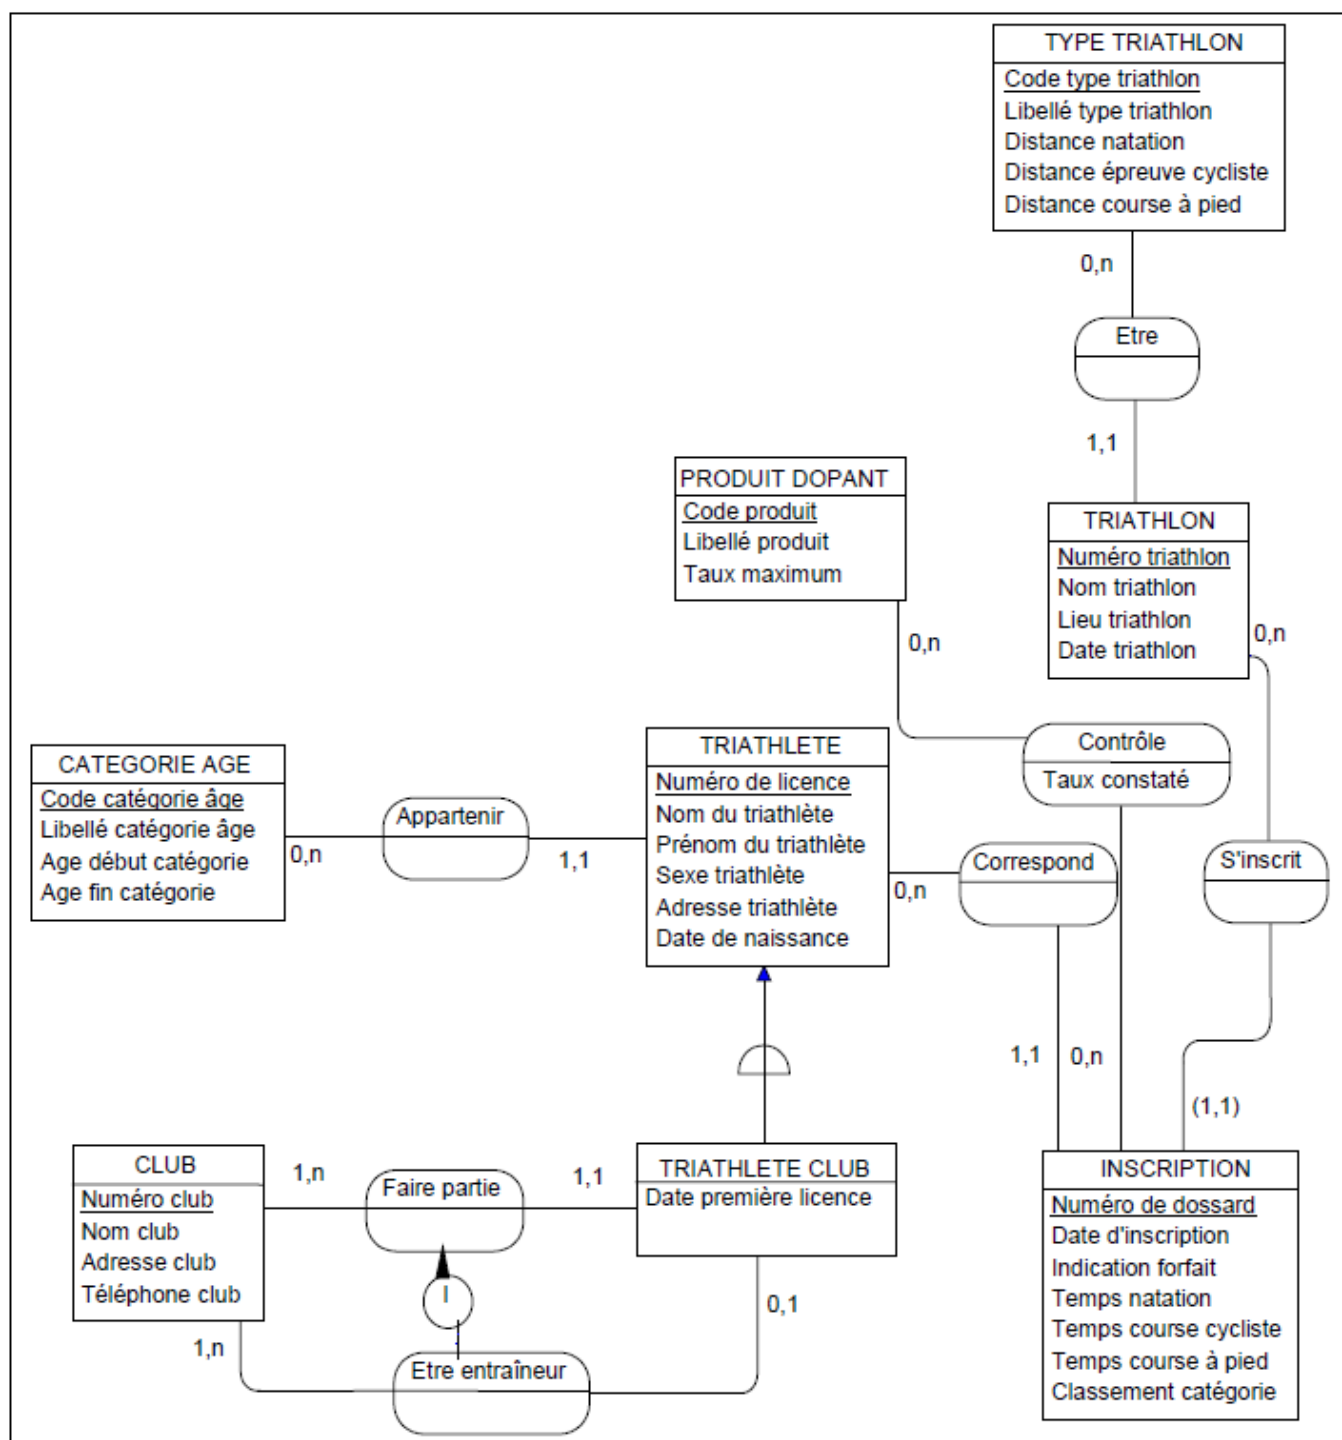 TYPE TRIATHLON
Code type triathlon
Libellé type triathlon
Distance natation
Distance épreuve cycliste
Distance course à pied
0,n
Etre
1,1
PRODUIT DOPANT
Code produit
Libellé produit
Taux maximum
0,n
TRIATHLON
Numéro triathlon
Nom triathlon
Lieu triathlon
Date triathlon
0,n
CATEGORIE AGE
Code catégorie âge
Libellé catégorie âge
Age début catégorie
Age fin catégorie
0,n
Appartenir
1,1
TRIATHLETE
Numéro de licence
Nom du triathlète
Prénom du triathlète
Sexe triathlète
Adresse triathlète
Date de naissance
0,n
Correspond
Contrôle
Taux constaté
S'inscrit
1,1
0,n
(1,1)
CLUB
Numéro club
Nom club
Adresse club
Téléphone club
1,n
Faire partie
1,1
TRIATHLETE CLUB
Date première licence
I
1,n
Etre entraîneur
0,1
INSCRIPTION
Numéro de dossard
Date d'inscription
Indication forfait
Temps natation
Temps course cycliste
Temps course à pied
Classement catégorie